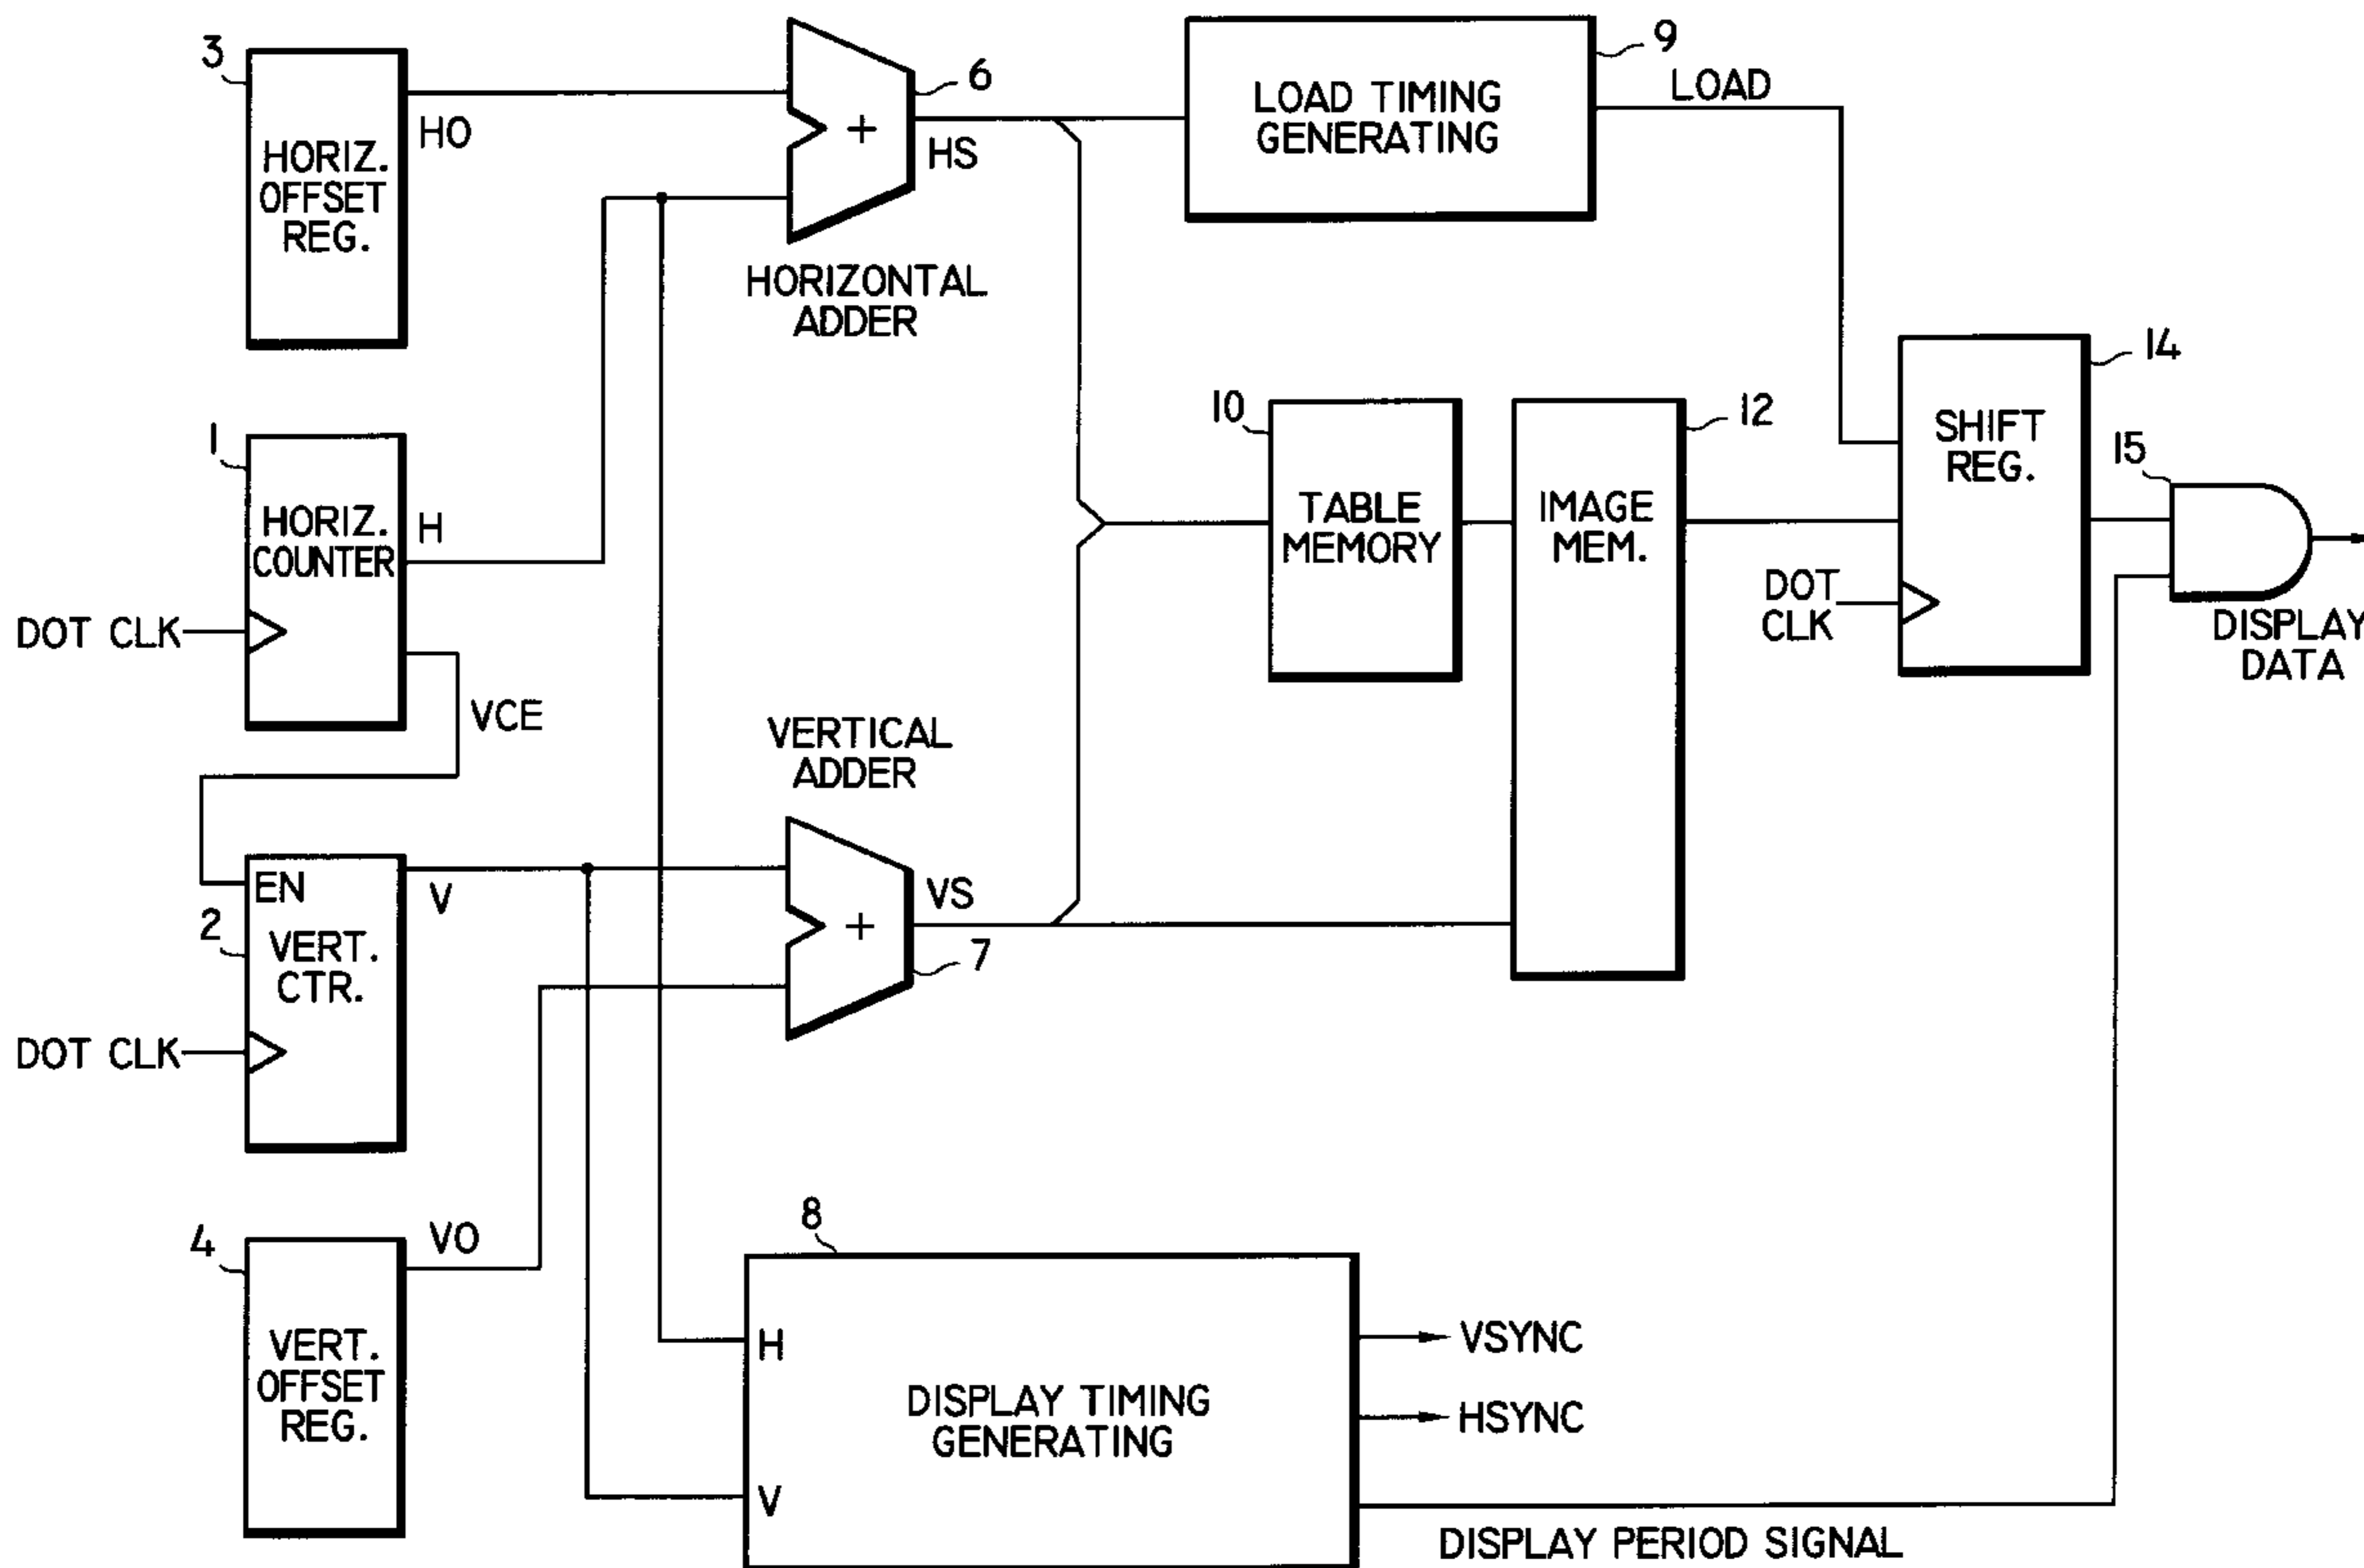 3
HORIZ.
OFFSET
REG.
HO
6
+
HS
HORIZONTAL
ADDER
LOAD TIMING
GENERATING
9
LOAD
1
HORIZ.
COUNTER
H
DOT CLK
VCE
10
TABLE
MEMORY
12
IMAGE
MEM.
14
SHIFT
REG.
DOT
CLK
15
DISPLAY
DATA
EN
2
VERT.
CTR.
V
DOT CLK
VERTICAL
ADDER
+
VS
7
4
VO
VERT.
OFFSET
REG.
8
H
V
DISPLAY TIMING
GENERATING
VSYNC
HSYNC
DISPLAY PERIOD SIGNAL